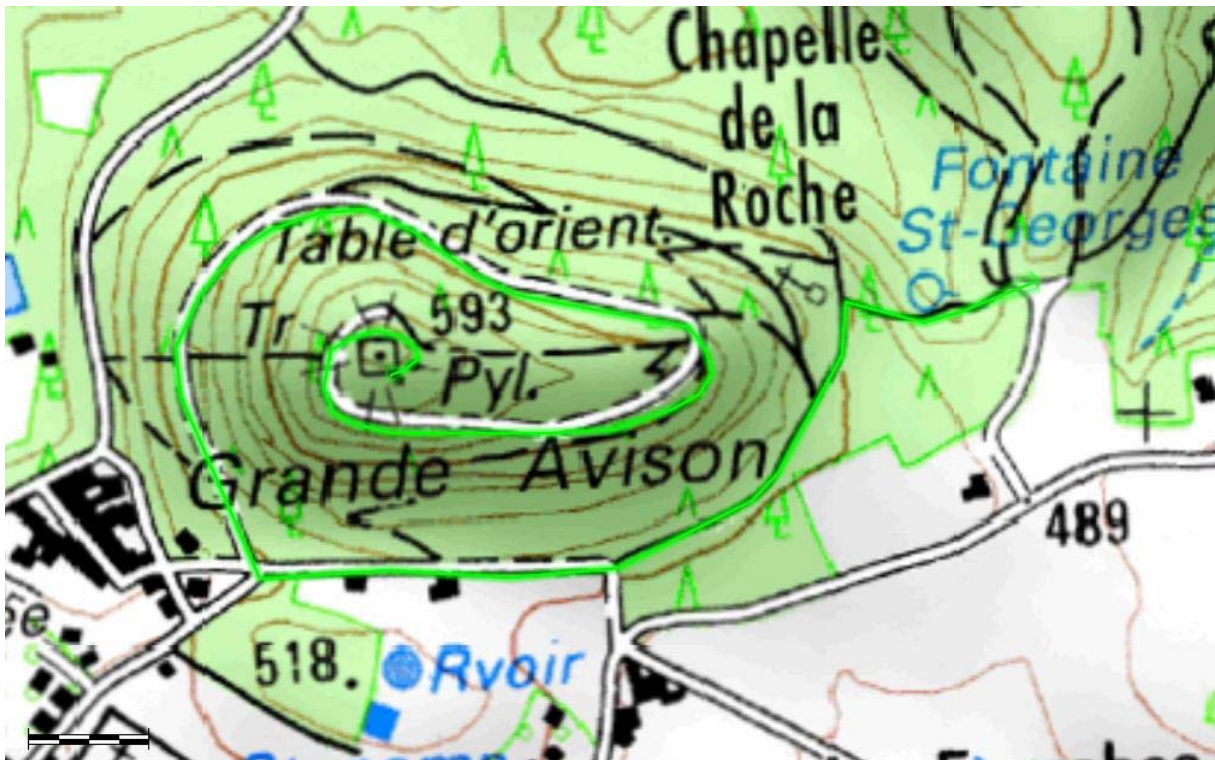 Chapelle
de la
Roche
Fontaine
St-Georges
Table d'orient.
Tr
593
Pyl.
Grande Avison
489
518.
Rvoir